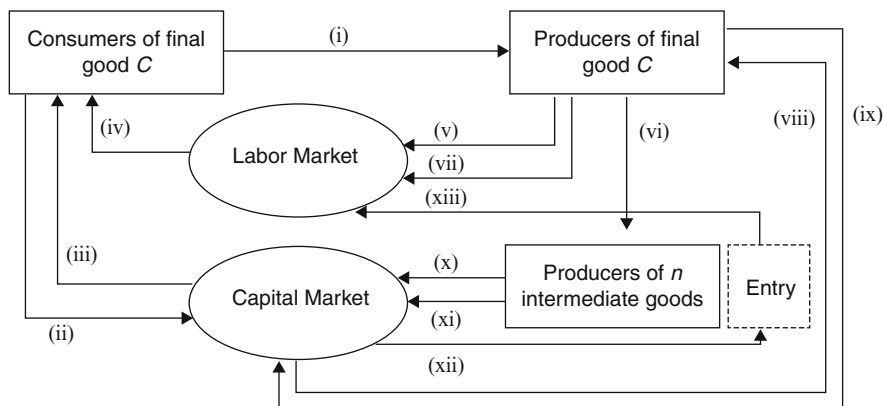 Consumers of final
good C
(i)
Producers of final
good C
(iv)
(v)
(vi)
(viii)
(ix)
Labor Market
(vii)
(xiii)
(iii)
Capital Market
(x)
Producers of n
intermediate goods
Entry
(xi)
(ii)
(xii)